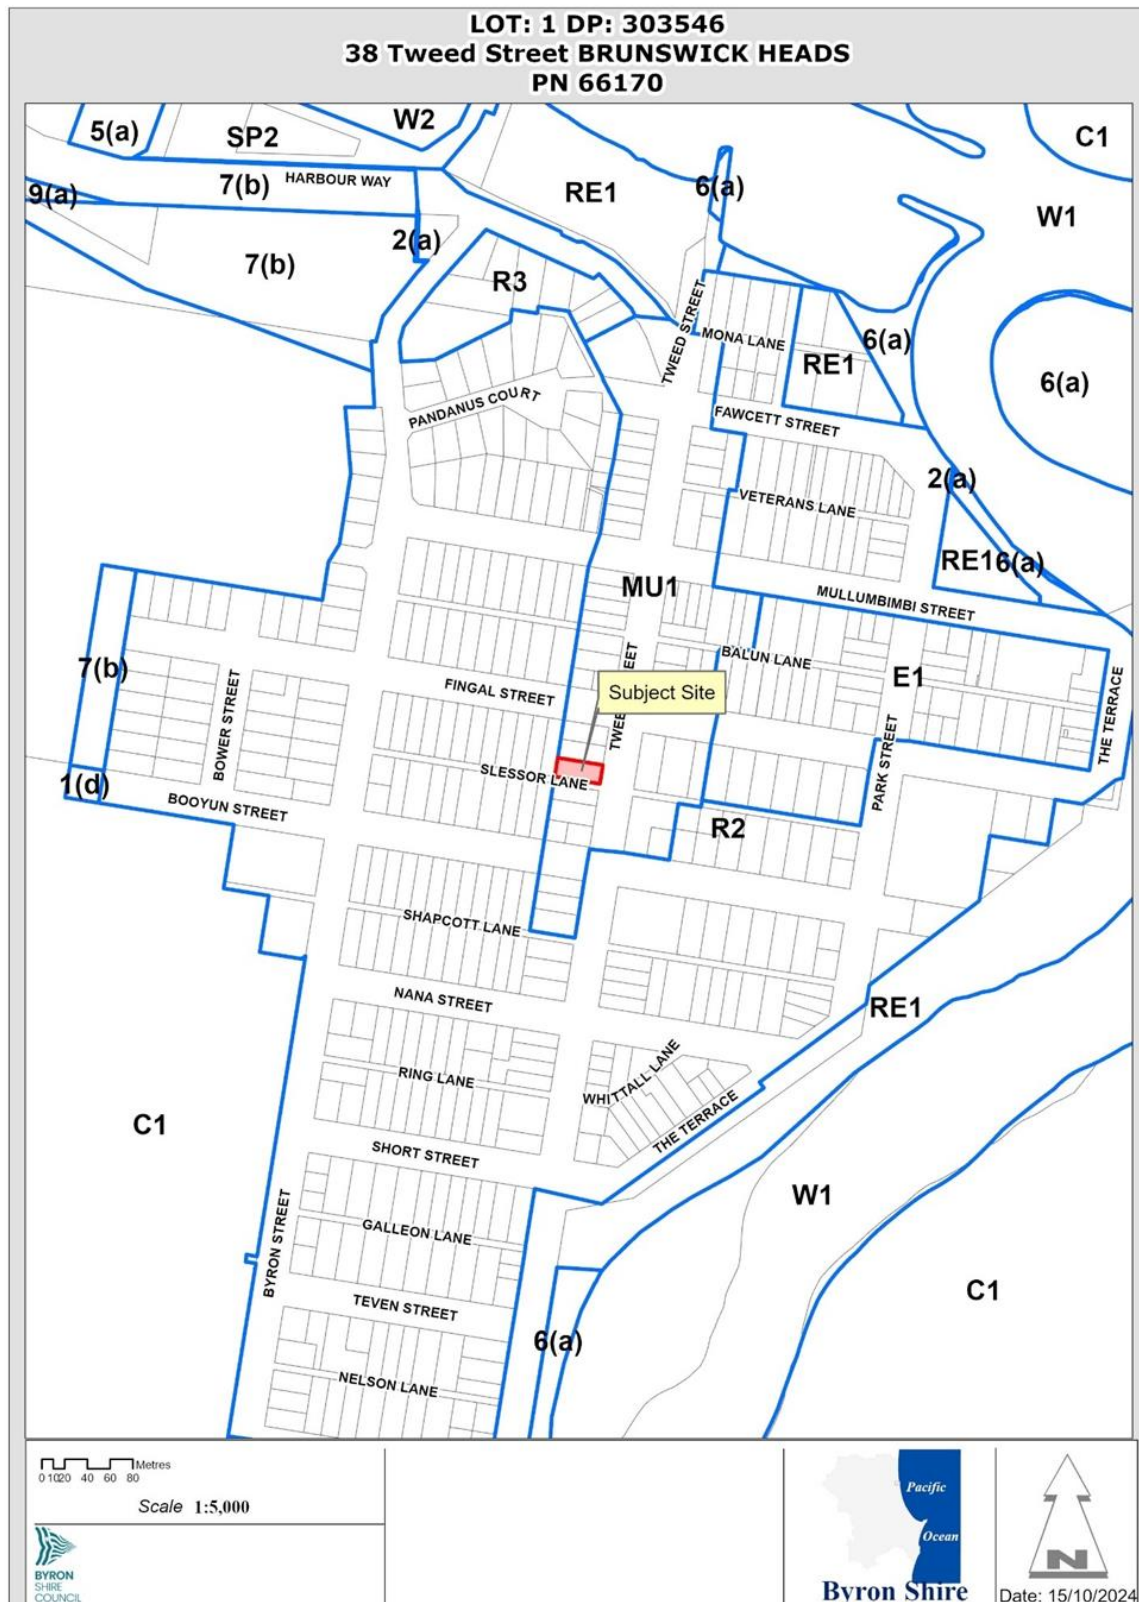 LOT: 1 DP: 303546
38 Tweed Street BRUNSWICK HEADS
PN 66170
5(a)
SP2
W2
C1
HARBOUR WAY
7(b)
9(a)
RE1
6(a)
W1
2(a)
7(b)
R3
TWEED STREET
MONA LANE
RE1
6(a)
6(a)
PANDANUS COURT
FAWCETT STREET
2(a)
VETERANS LANE
RE1
6(a)
MU1
MULLUMBIMBI STREET
BALUN LANE
E1
7(b)
BOWER STREET
FINGAL STREET
Subject Site
THE TERRACE
PARK STREET
SLESSOR LANE
1(d)
BOOYUN STREET
R2
SHAPCOTT LANE
NANA STREET
RE1
RING LANE
WHITTALL LANE
THE TERRACE
C1
SHORT STREET
W1
BYRON STREET
GALLEON LANE
C1
TEVEN STREET
6(a)
NELSON LANE
Metres
0 10 20 40 60 80
Scale 1:5,000
BYRON
SHIRE
COUNCIL
Pacific
Ocean
Byron Shire
N
Date: 15/10/2024